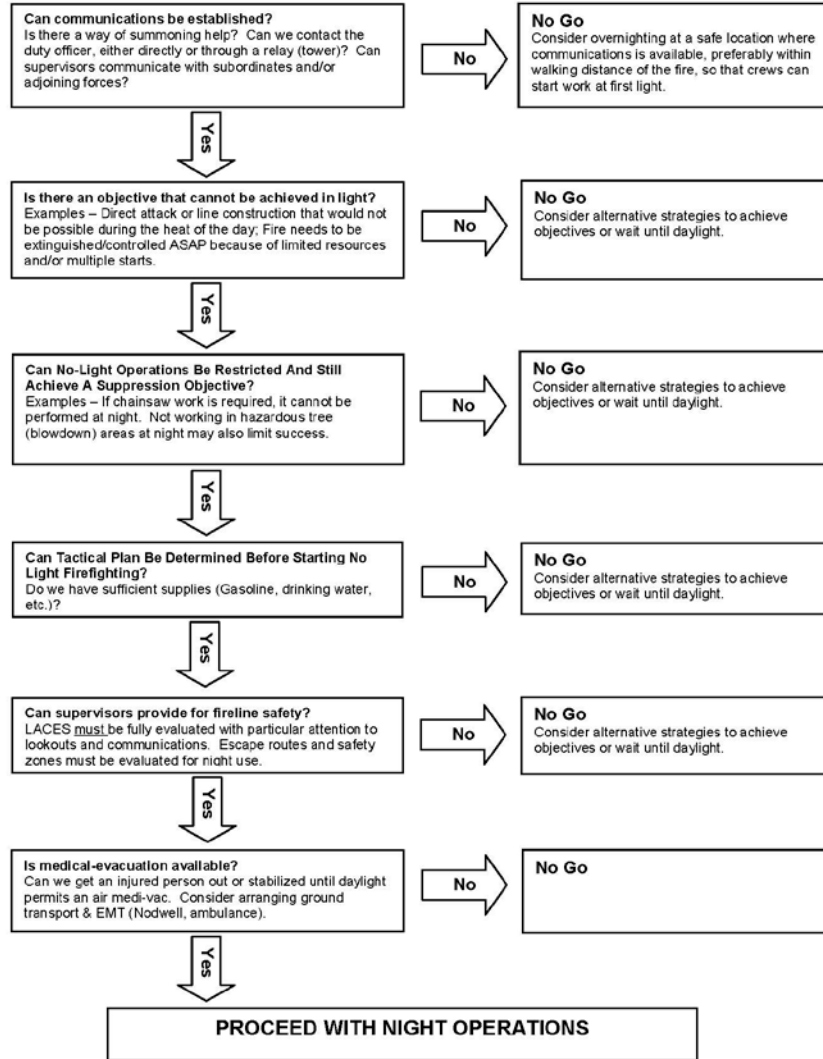 Can communications be established?
Is there a way of summoning help? Can we contact the
duty officer, either directly or through a relay (tower)? Can
supervisors communicate with subordinates and/or
adjoining forces?
No
No Go
Consider overnighting at a safe location where
communications is available, preferably within
walking distance of the fire, so that crews can
start work at first light.
Yes
Is there an objective that cannot be achieved in light?
Examples – Direct attack or line construction that would not
be possible during the heat of the day; Fire needs to be
extinguished/controlled ASAP because of limited resources
and/or multiple starts.
No
No Go
Consider alternative strategies to achieve
objectives or wait until daylight.
Yes
Can No-Light Operations Be Restricted And Still
Achieve A Suppression Objective?
Examples – If chainsaw work is required, it cannot be
performed at night. Not working in hazardous tree
(blowdown) areas at night may also limit success.
No
No Go
Consider alternative strategies to achieve
objectives or wait until daylight.
Yes
Can Tactical Plan Be Determined Before Starting No
Light Firefighting?
Do we have sufficient supplies (Gasoline, drinking water,
etc.)?
No
No Go
Consider alternative strategies to achieve
objectives or wait until daylight.
Yes
Can supervisors provide for fireline safety?
LACES must be fully evaluated with particular attention to
lookouts and communications. Escape routes and safety
zones must be evaluated for night use.
No
No Go
Consider alternative strategies to achieve
objectives or wait until daylight.
Yes
Is medical-evacuation available?
Can we get an injured person out or stabilized until daylight
permits an air medi-vac. Consider arranging ground
transport & EMT (Nodwell, ambulance).
No
No Go
Yes
PROCEED WITH NIGHT OPERATIONS